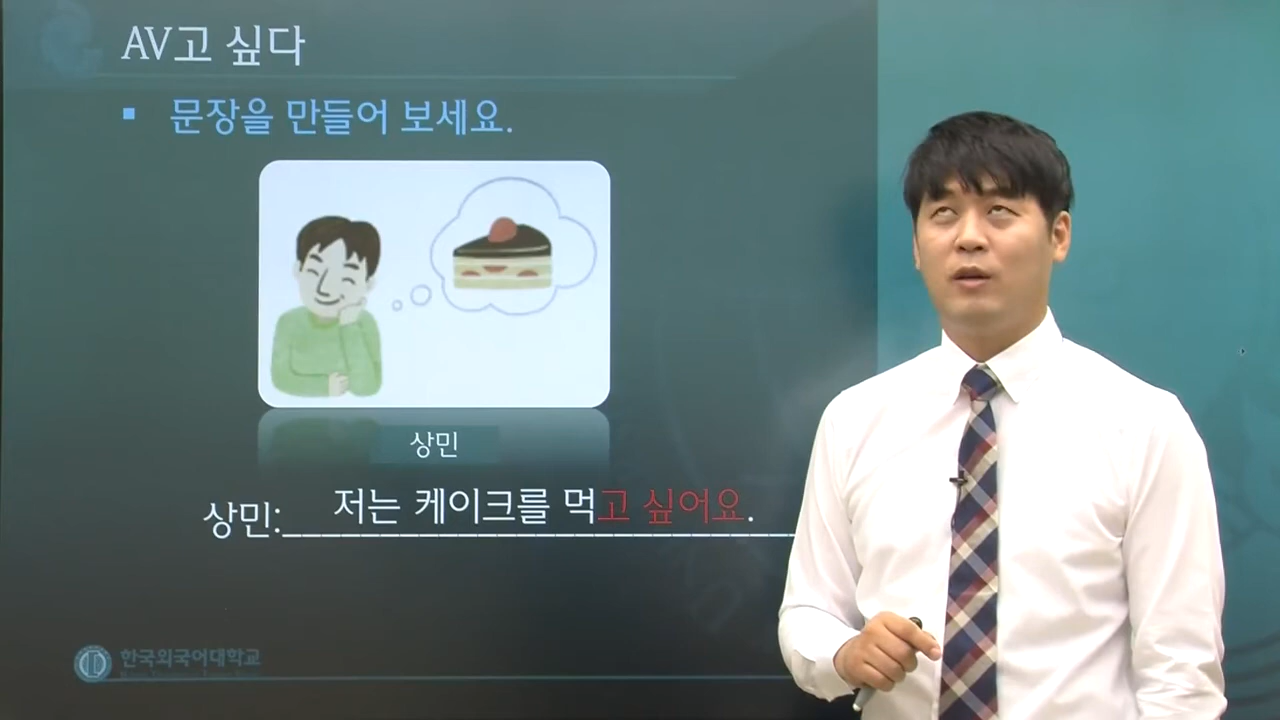 AV고 싶다
▪ 문장을 만들어 보세요.
상민
상민: 저는 케이크를 먹고 싶어요.
한국외국어대학교